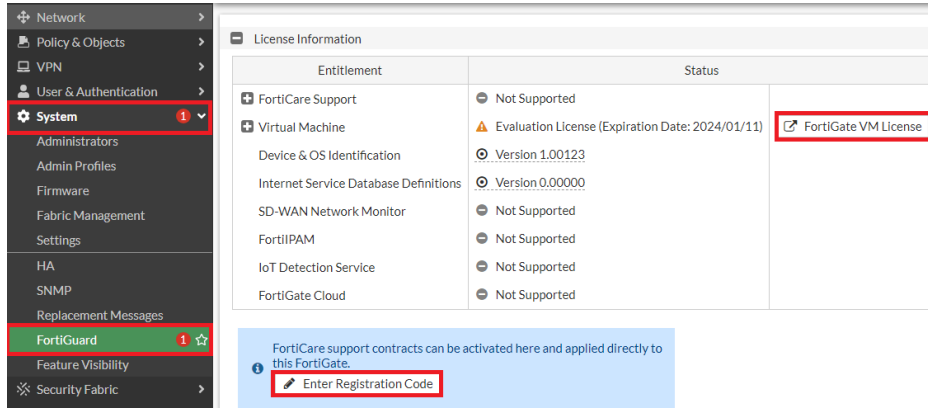 Network
Policy & Objects
VPN
User & Authentication
System 1
Administrators
Admin Profiles
Firmware
Fabric Management
Settings
HA
SNMP
Replacement Messages
FortiGuard 1
Feature Visibility
Security Fabric
License Information
Entitlement Status
FortiCare Support Not Supported
Virtual Machine Evaluation License (Expiration Date: 2024/01/11) FortiGate VM License
Device & OS Identification Version 1.00123
Internet Service Database Definitions Version 0.00000
SD-WAN Network Monitor Not Supported
FortiIPAM Not Supported
IoT Detection Service Not Supported
FortiGate Cloud Not Supported
FortiCare support contracts can be activated here and applied directly to
this FortiGate.
Enter Registration Code